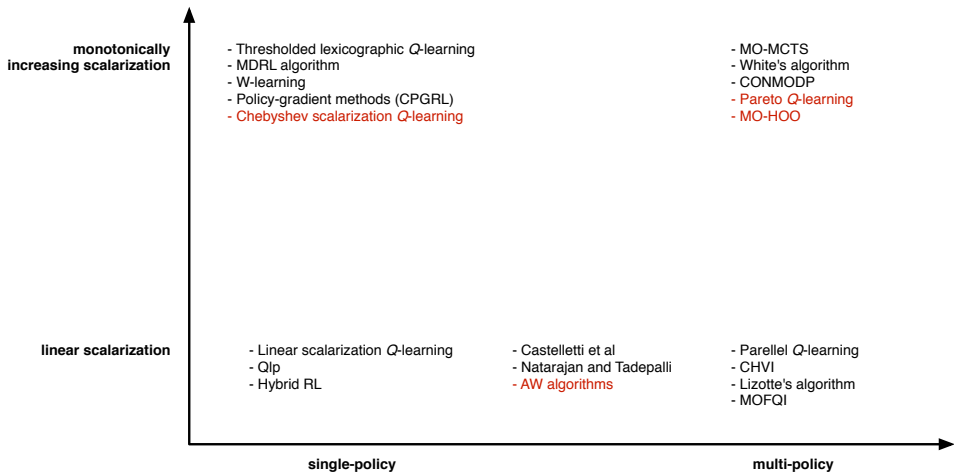 monotonically
increasing scalarization
- Thresholded lexicographic Q-learning
- MDRL algorithm
- W-learning
- Policy-gradient methods (CPGRL)
- Chebyshev scalarization Q-learning
- MO-MCTS
- White's algorithm
- CONMODP
- Pareto Q-learning
- MO-HOO
linear scalarization
- Linear scalarization Q-learning
- Qlp
- Hybrid RL
- Castelletti et al
- Natarajan and Tadepalli
- AW algorithms
- Parellel Q-learning
- CHVI
- Lizotte's algorithm
- MOFQI
single-policy
multi-policy